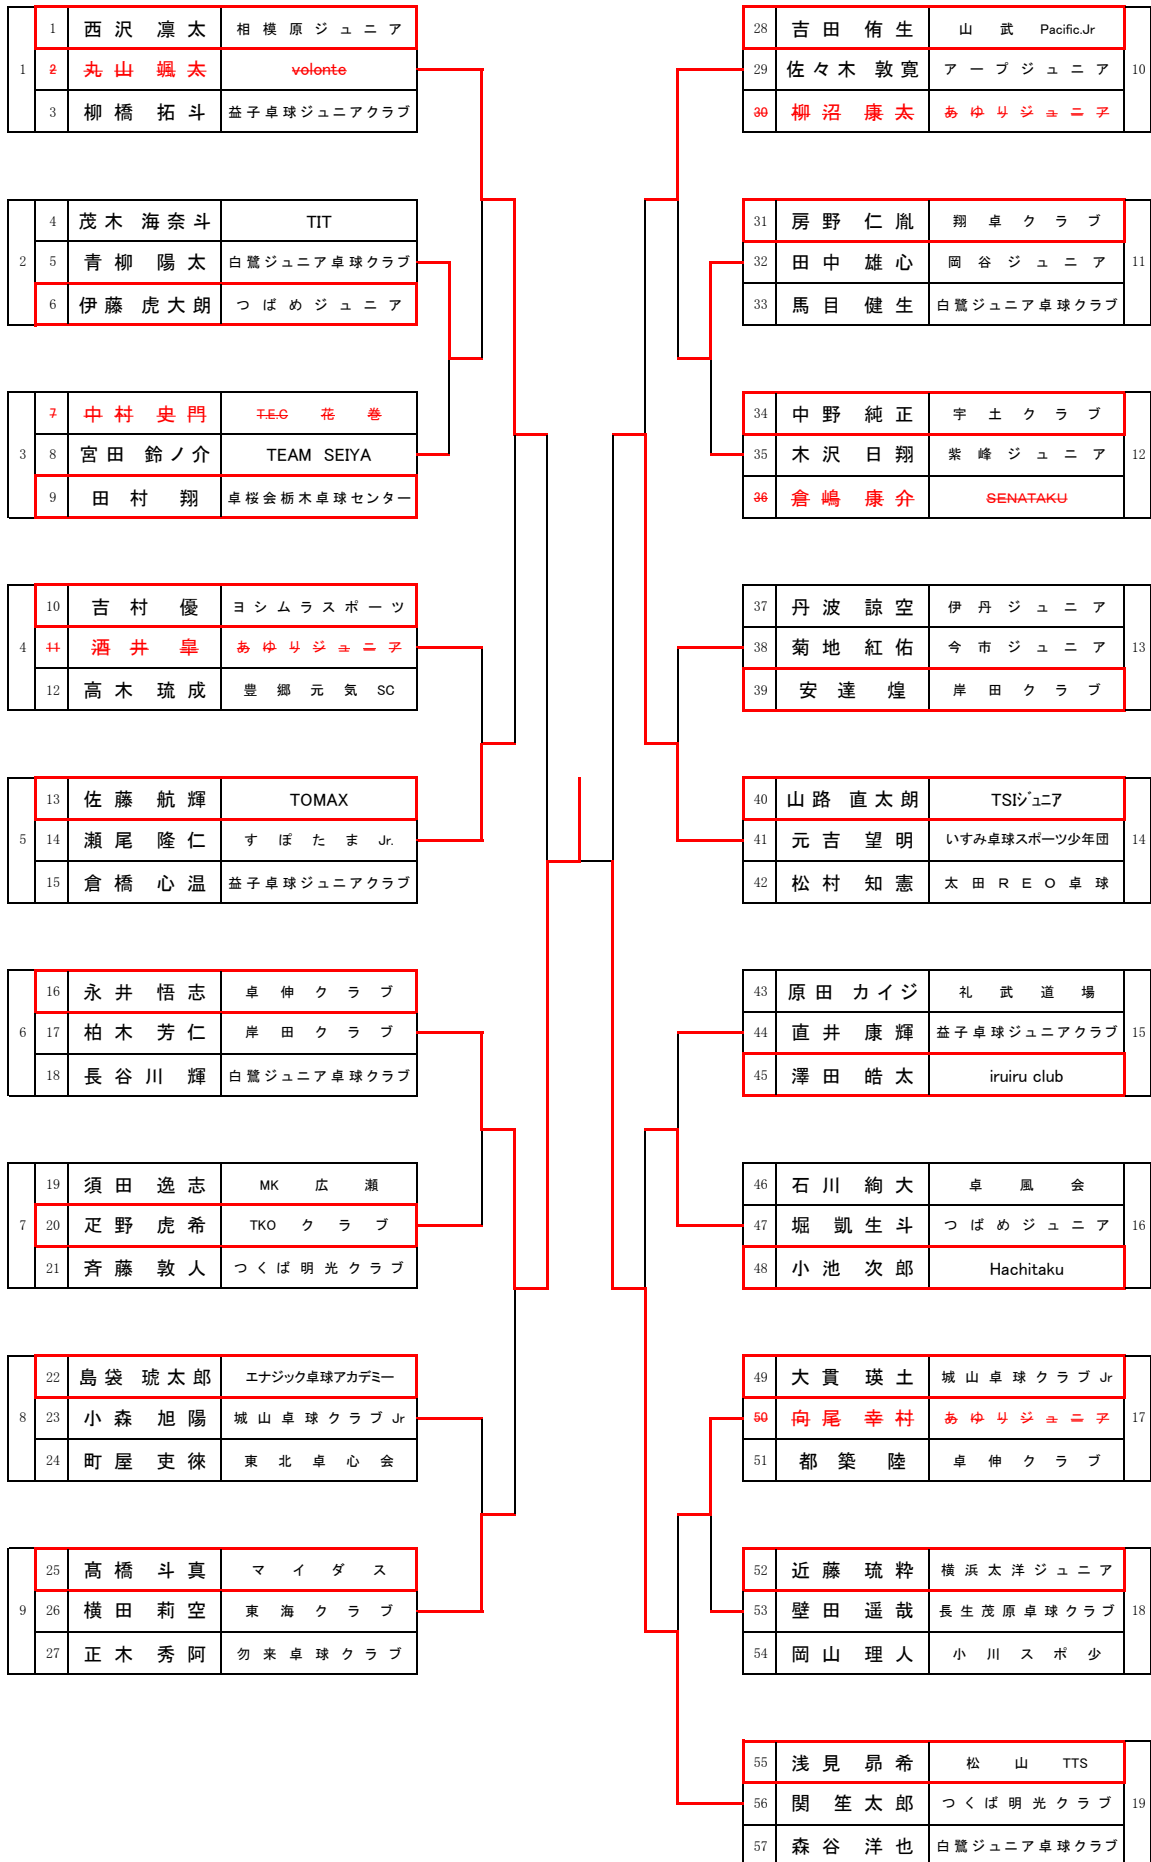 1 1 西沢 凛太 相模原ジュニア
2 丸山 颯太 volonte
3 柳橋 拓斗 益子卓球ジュニアクラブ
2 4 茂木 海奈斗 TIT
5 青柳 陽太 白鷺ジュニア卓球クラブ
6 伊藤 虎大朗 つばめジュニア
3 7 中村 史門 T.E.C 花巻
8 宮田 鈴ノ介 TEAM SEIYA
9 田村 翔 卓桜会栃木卓球センター
4 10 吉村 優 ヨシムラスポーツ
11 酒井 皐 あゆりジュニア
12 高木 琉成 豊郷元気SC
5 13 佐藤 航輝 TOMAX
14 瀬尾 隆仁 すぽたまJr.
15 倉橋 心温 益子卓球ジュニアクラブ
6 16 永井 悟志 卓伸クラブ
17 柏木 芳仁 岸田クラブ
18 長谷川 輝 白鷺ジュニア卓球クラブ
7 19 須田 逸志 MK広瀬
20 疋野 虎希 TKOクラブ
21 斉藤 敦人 つくば明光クラブ
8 22 島袋 琥太郎 エナジック卓球アカデミー
23 小森 旭陽 城山卓球クラブJr
24 町屋 吏徠 東北卓心会
9 25 髙橋 斗真 マイダス
26 横田 莉空 東海クラブ
27 正木 秀阿 勿来卓球クラブ
28 吉田 侑生 山武Pacific.Jr 10
29 佐々木 敦寛 アープジュニア
30 柳沼 康太 あゆりジュニア
31 房野 仁胤 翔卓クラブ 11
32 田中 雄心 岡谷ジュニア
33 馬目 健生 白鷺ジュニア卓球クラブ
34 中野 純正 宇土クラブ 12
35 木沢 日翔 紫峰ジュニア
36 倉嶋 康介 SENATAKU
37 丹波 諒空 伊丹ジュニア 13
38 菊地 紅佑 今市ジュニア
39 安達 煌 岸田クラブ
40 山路 直太朗 TSIジュニア 14
41 元吉 望明 いすみ卓球スポーツ少年団
42 松村 知憲 太田REO卓球
43 原田 カイジ 礼武道場 15
44 直井 康輝 益子卓球ジュニアクラブ
45 澤田 皓太 iruiru club
46 石川 絢大 卓風会 16
47 堀 凱生斗 つばめジュニア
48 小池 次郎 Hachitaku
49 大貫 瑛土 城山卓球クラブJr 17
50 向尾 幸村 あゆりジュニア
51 都築 陸 卓伸クラブ
52 近藤 琉粋 横浜太洋ジュニア 18
53 壁田 遥哉 長生茂原卓球クラブ
54 岡山 理人 小川スポ少
55 浅見 昴希 松山TTS 19
56 関 笙太郎 つくば明光クラブ
57 森谷 洋也 白鷺ジュニア卓球クラブ